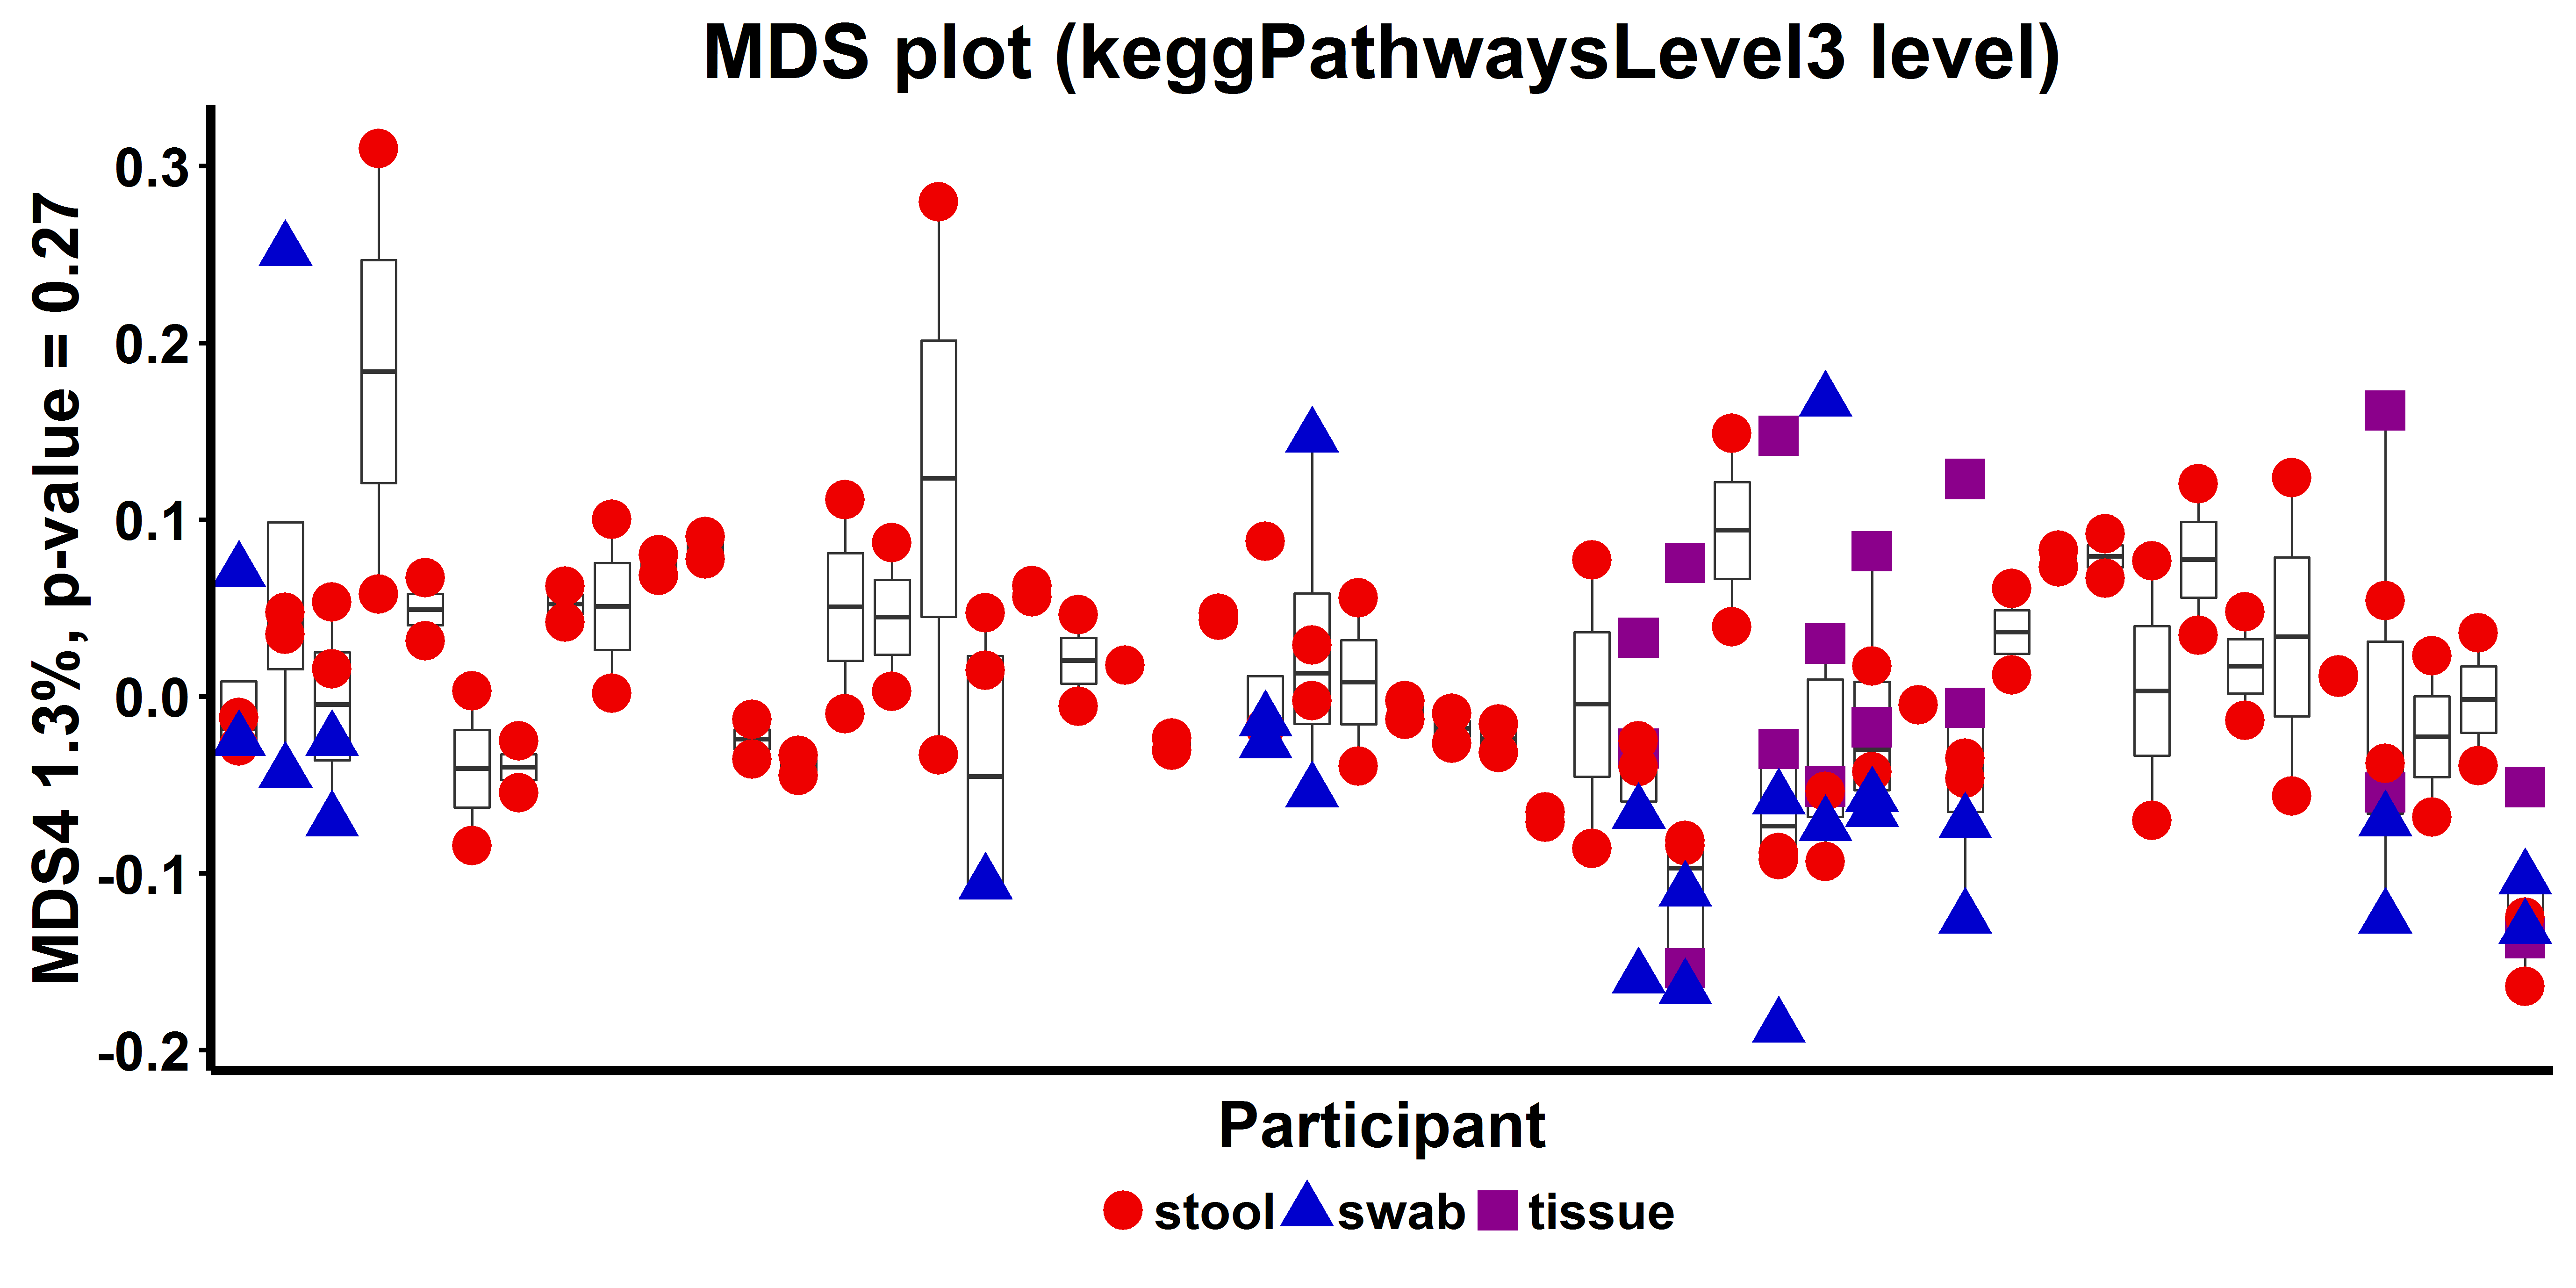 MDS plot (keggPathwaysLevel3 level)
MDS4 1.3%, p-value = 0.27
0.3
0.2
0.1
0.0
-0.1
-0.2
Participant
stool swab tissue